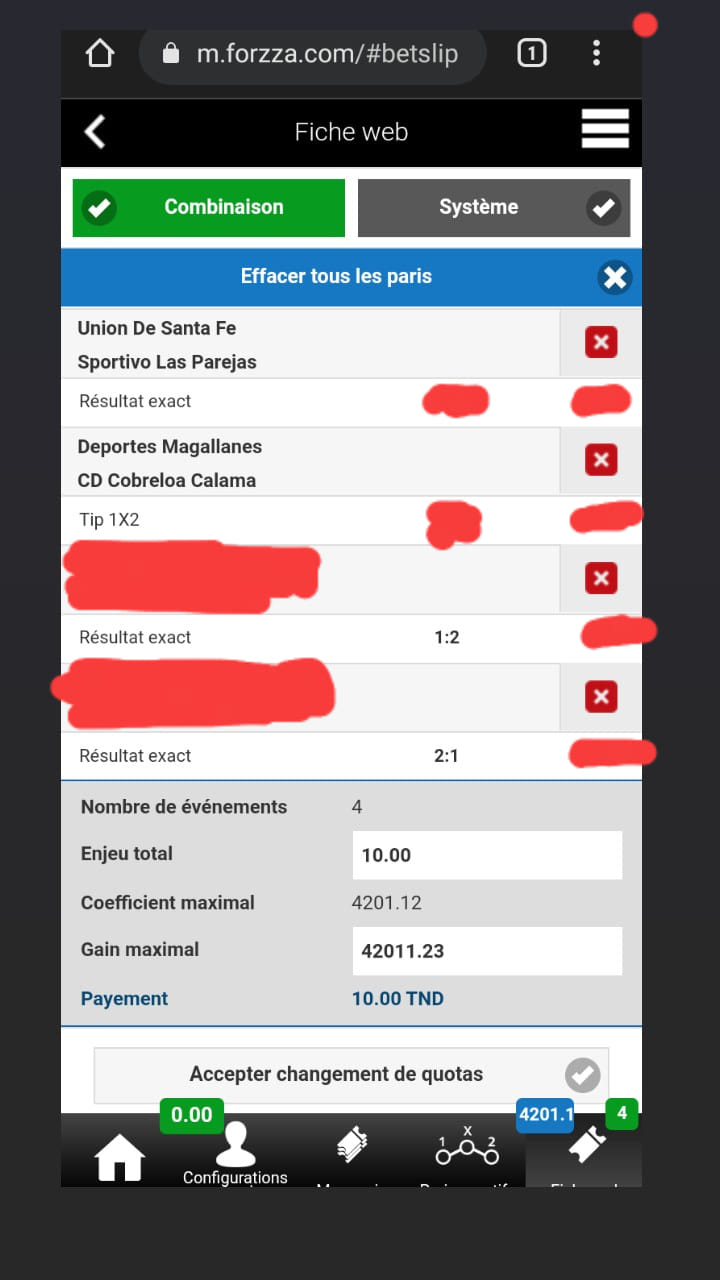 m.forzza.com/#betslip
1
Fiche web
Combinaison
Système
Effacer tous les paris
Union De Santa Fe
Sportivo Las Parejas
Résultat exact
Deportes Magallanes
CD Cobreloa Calama
Tip 1X2
Résultat exact 1:2
Résultat exact 2:1
Nombre de événements 4
Enjeu total 10.00
Coefficient maximal 4201.12
Gain maximal 42011.23
Payement 10.00 TND
Accepter changement de quotas
0.00
4201.1
4
1 X 2
Configurations